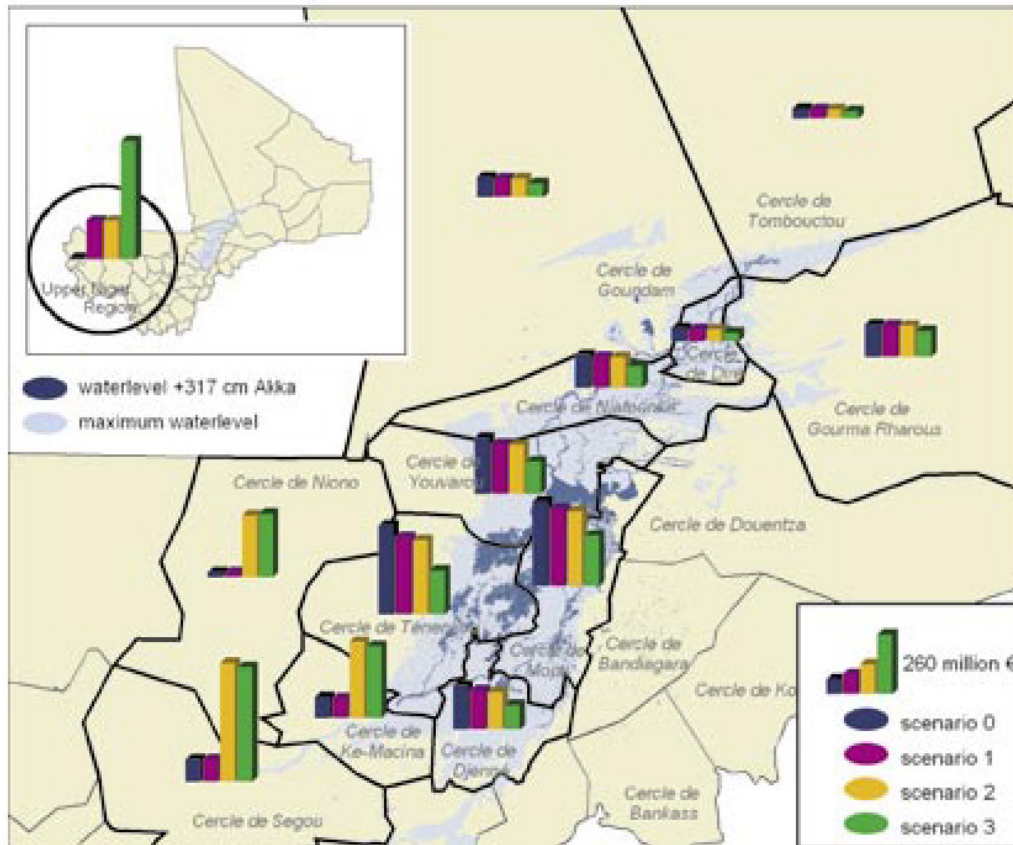 Upper Niger
Region
waterlevel +317 cm Akka
maximum waterlevel
Cercle de
Tombouctou
Cercle de
Goundam
Cercle
de Dire
Cercle de
Cercle de
Gourma Rharous
Cercle de
Youvarou
Cercle de Niono
Cercle de Douentza
Cercle de
Cercle de
Mopti
Cercle de
Bandiagara
Cercle de Ko
Cercle de
Ke-Macina
Cercle de
Djenné
Cercle de
Bankass
Cercle de Segou
260 million €
scenario 0
scenario 1
scenario 2
scenario 3